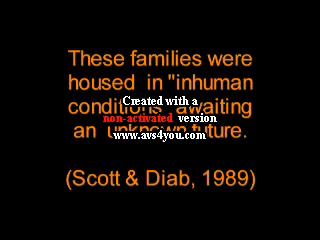 These families were
housed in "inhuman
conditions" awaiting
an unknown future.
Created with a
non-activated version
www.avs4you.com
(Scott & Diab, 1989)